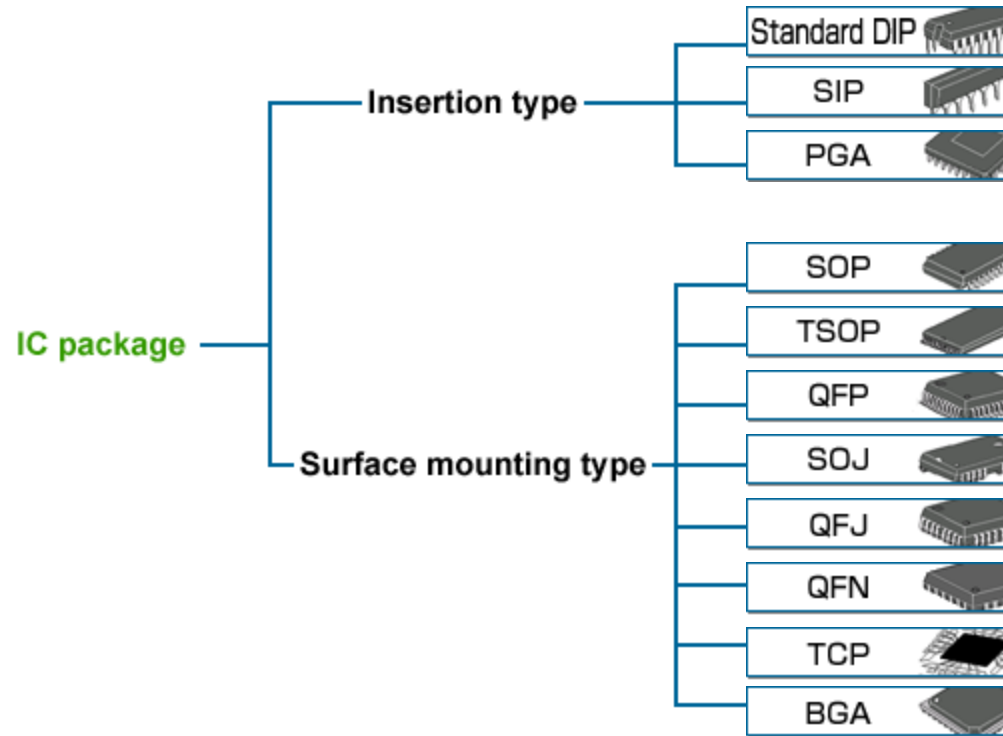 Standard DIP
SIP
Insertion type
PGA
SOP
TSOP
IC package
QFP
Surface mounting type
SOJ
QFJ
QFN
TCP
BGA